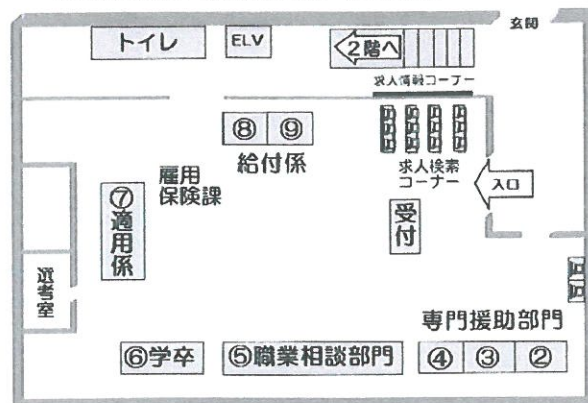 玄関
トイレ
ELV
2階へ
求人情報コーナー
⑧ ⑨
給付係
求人検索
コーナー
入口
雇用
保険課
⑦適用係
受付
選考室
専門援助部門
⑥学卒
⑤職業相談部門
④ ③ ②